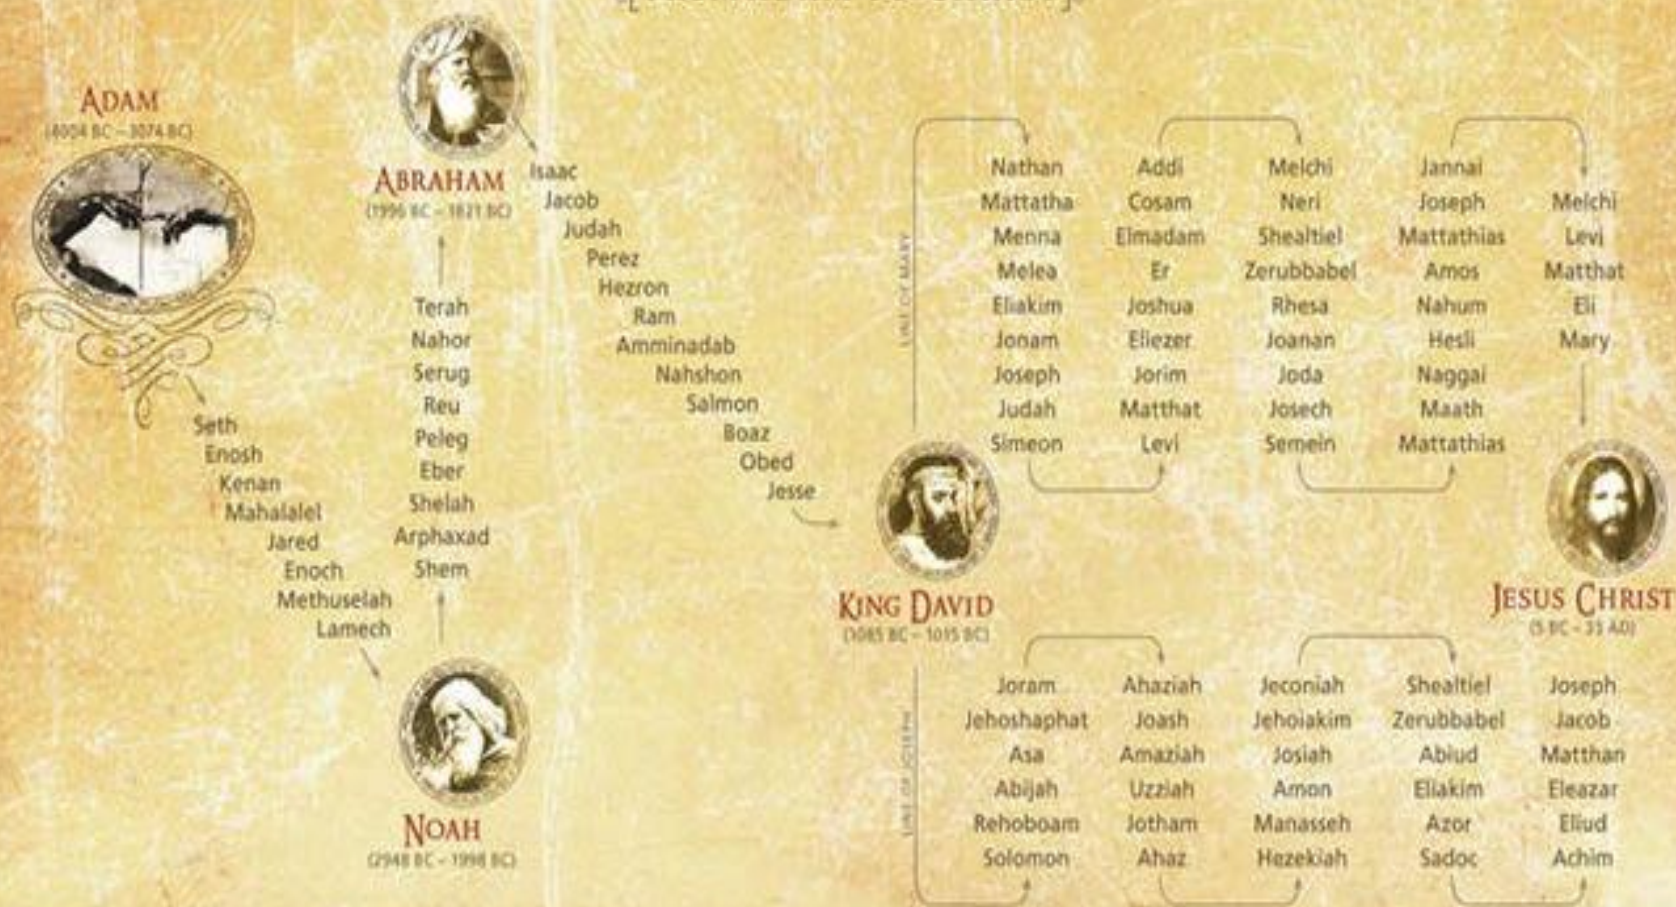 ADAM
(4004 BC – 3074 BC)
Seth
Enosh
Kenan
Mahalalel
Jared
Enoch
Methuselah
Lamech
NOAH
(2948 BC – 1998 BC)
Shem
Arphaxad
Shelah
Eber
Peleg
Reu
Serug
Nahor
Terah
ABRAHAM
(1996 BC – 1821 BC)
Isaac
Jacob
Judah
Perez
Hezron
Ram
Amminadab
Nahshon
Salmon
Boaz
Obed
Jesse
KING DAVID
(1085 BC – 1015 BC)
LINE OF MARY
Nathan
Mattatha
Menna
Melea
Eliakim
Jonam
Joseph
Judah
Simeon
Levi
Matthat
Jorim
Eliezer
Joshua
Er
Elmadam
Cosam
Addi
Melchi
Neri
Shealtiel
Zerubbabel
Rhesa
Joanan
Joda
Josech
Semein
Mattathias
Maath
Naggai
Hesli
Nahum
Amos
Mattathias
Joseph
Jannai
Melchi
Levi
Matthat
Eli
Mary
JESUS CHRIST
(5 BC – 33 AD)
LINE OF JOSEPH
Solomon
Rehoboam
Abijah
Asa
Jehoshaphat
Joram
Ahaziah
Joash
Amaziah
Uzziah
Jotham
Ahaz
Hezekiah
Manasseh
Amon
Josiah
Jehoiakim
Jeconiah
Shealtiel
Zerubbabel
Abiud
Eliakim
Azor
Sadoc
Achim
Eliud
Eleazar
Matthan
Jacob
Joseph